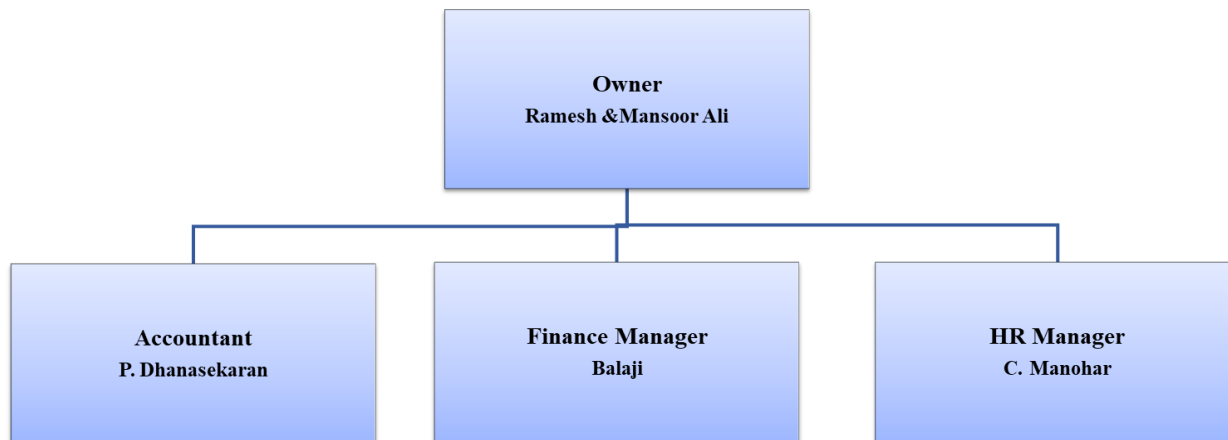 Owner
Ramesh &Mansoor Ali
Accountant
P. Dhanasekaran
Finance Manager
Balaji
HR Manager
C. Manohar